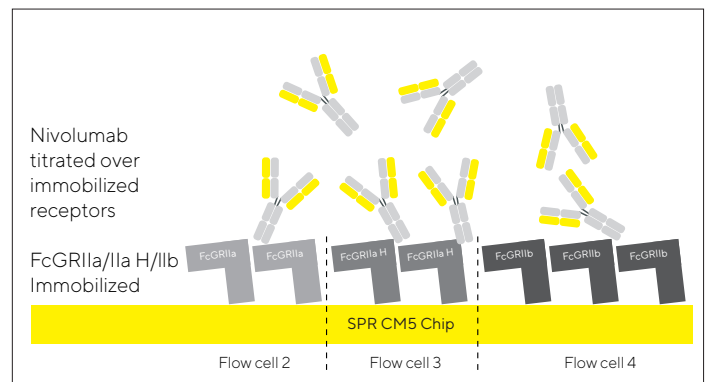 Nivolumab
titrated over
immobilized
receptors
FcGRIIa/IIa H/IIb
Immobilized
FcGRIIa
FcGRIIa
FcGRIIa H
FcGRIIa H
FcGRIIb
FcGRIIb
FcGRIIb
SPR CM5 Chip
Flow cell 2
Flow cell 3
Flow cell 4